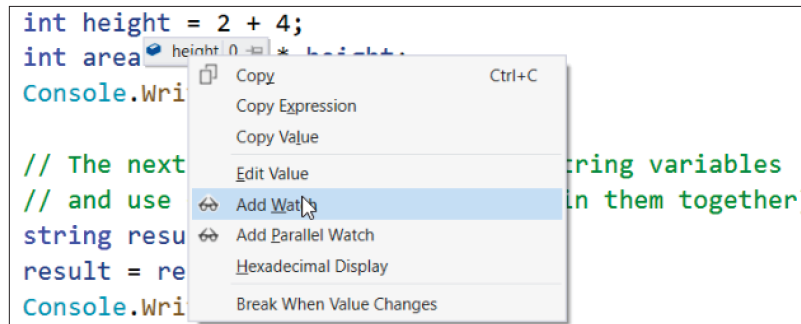 int height = 2 + 4;
int area height 0 * height;
Copy Ctrl+C
Console.Wri
Copy Expression
Copy Value
// The next tring variables
Edit Value
// and use in them together
Add Watch
string resu
Add Parallel Watch
Hexadecimal Display
result = re
Break When Value Changes
Console.Wri